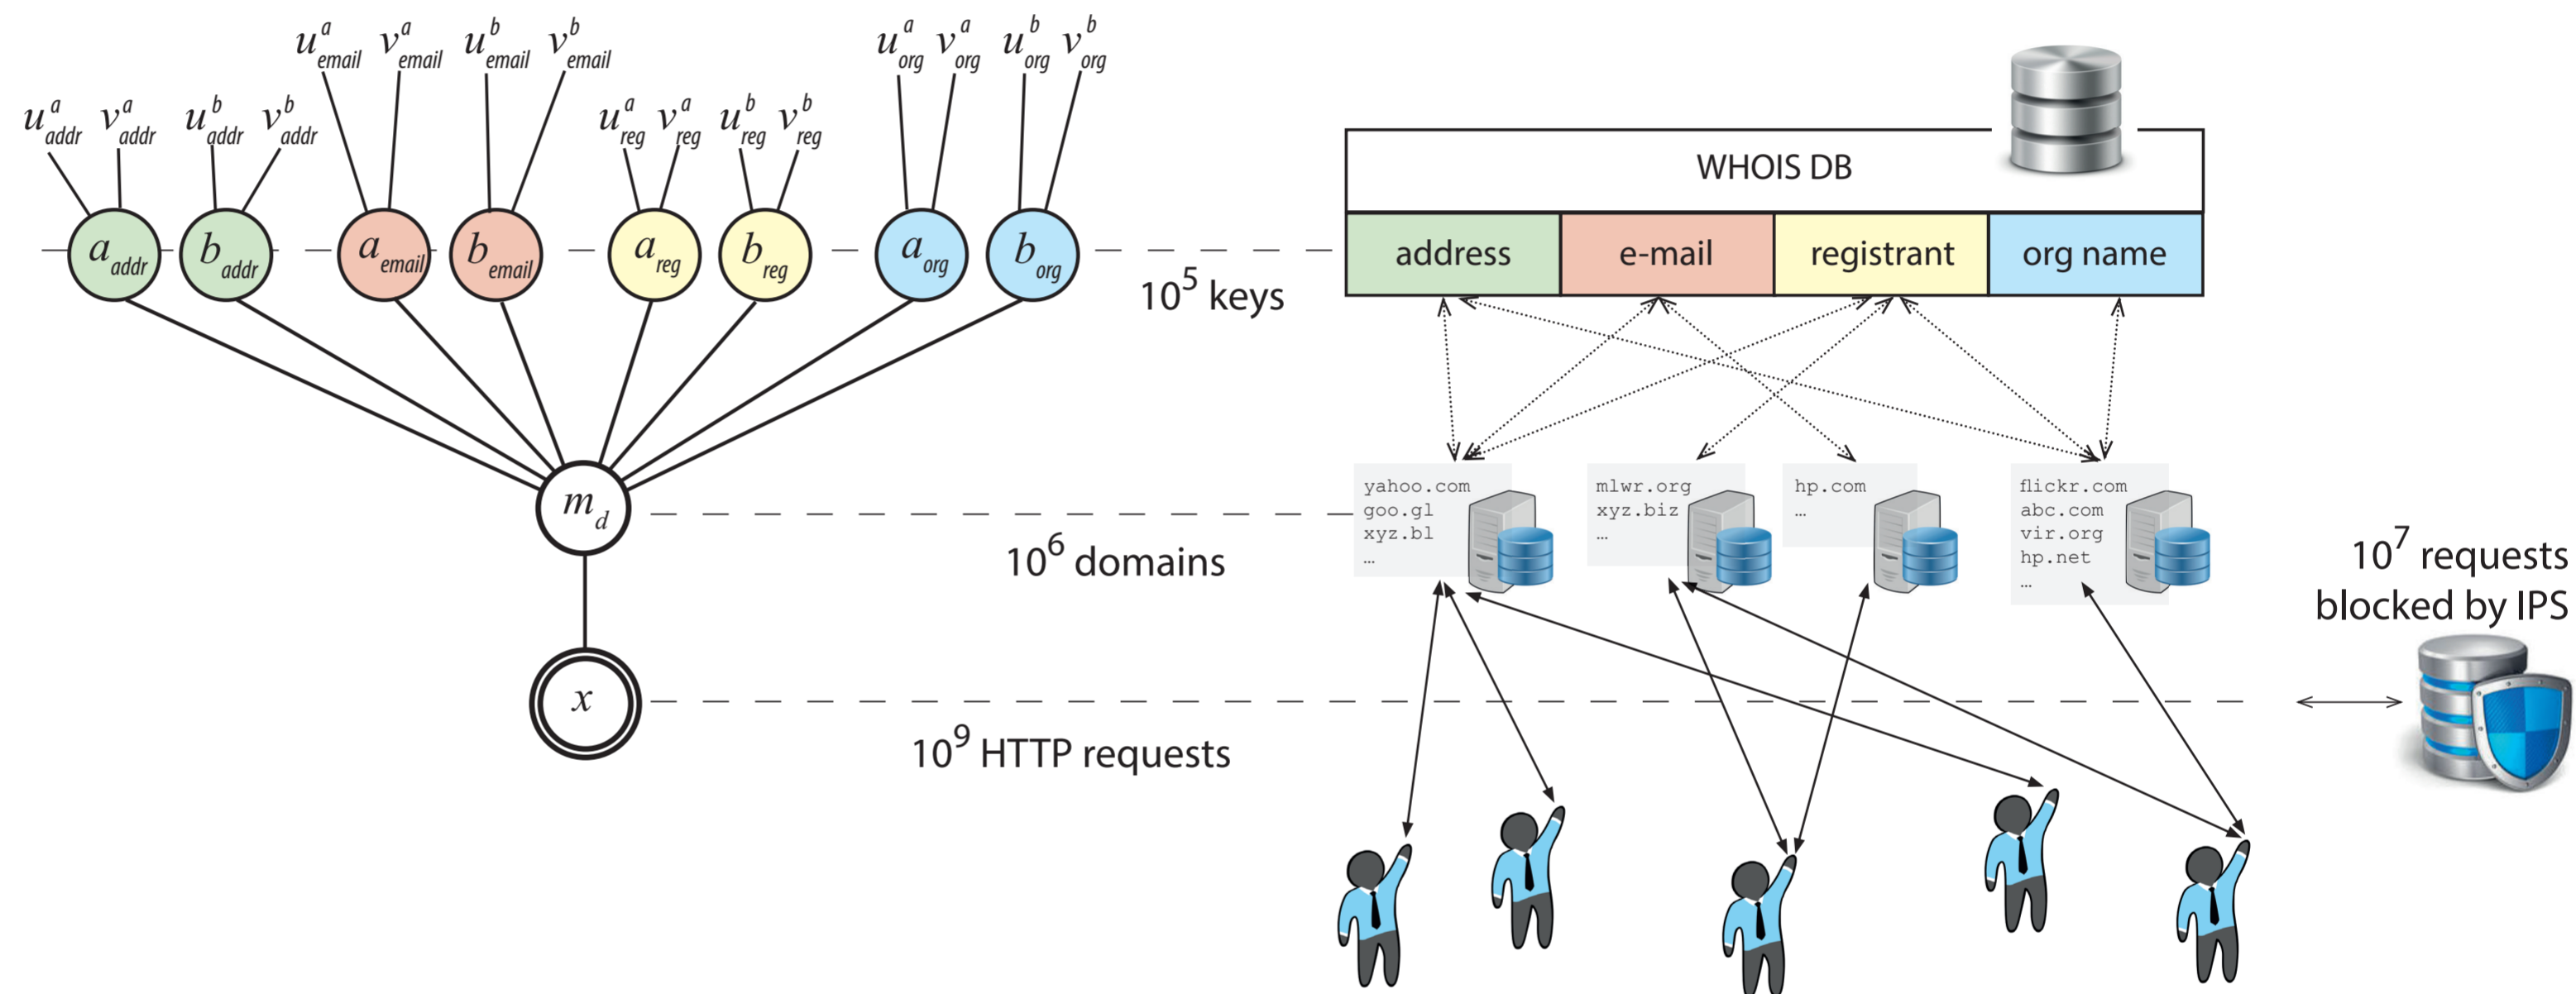 u^a_email v^a_email u^b_email v^b_email
u^a_org v^a_org u^b_org v^b_org
u^a_addr v^a_addr u^b_addr v^b_addr
u^a_reg v^a_reg u^b_reg v^b_reg
a_addr b_addr a_email b_email a_reg b_reg a_org b_org
10^5 keys
m_d
10^6 domains
x
10^9 HTTP requests
WHOIS DB
address e-mail registrant org name
yahoo.com
goo.gl
xyz.bl
…
mlwr.org
xyz.biz
…
hp.com
…
flickr.com
abc.com
vir.org
hp.net
…
10^7 requests
blocked by IPS